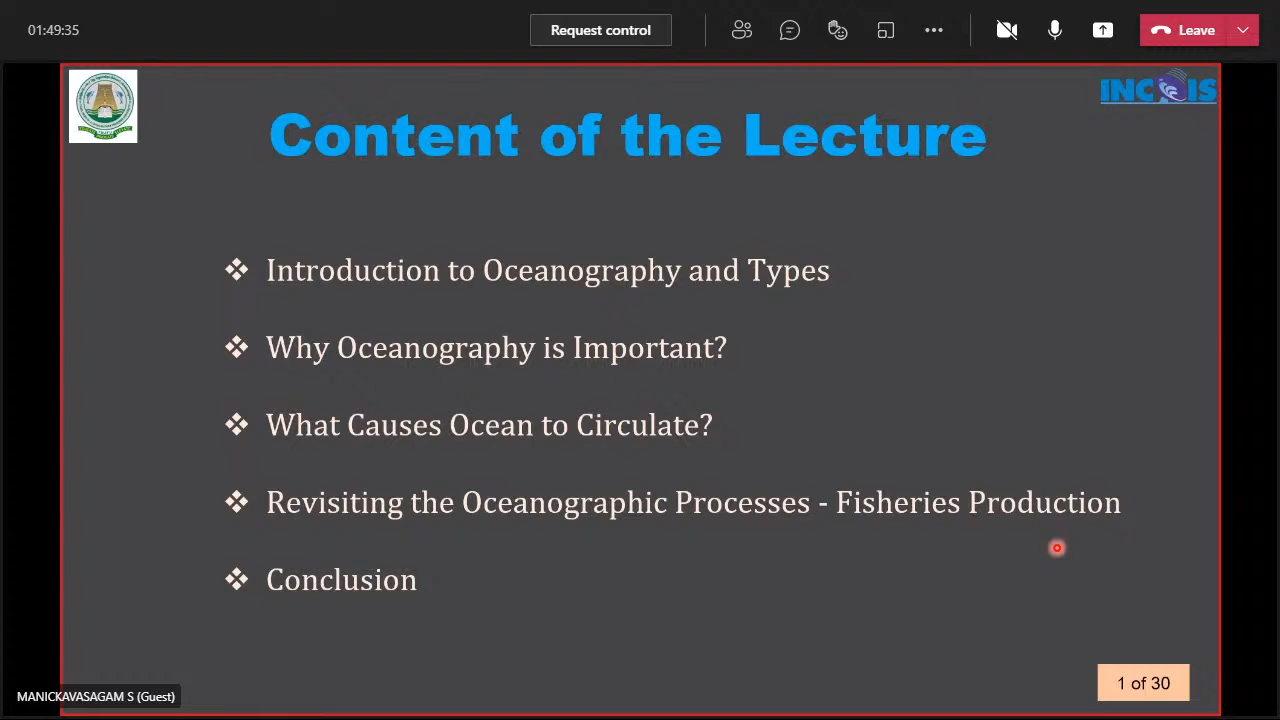 01:49:35
Request control
Leave
INCOIS
Content of the Lecture
Introduction to Oceanography and Types
Why Oceanography is Important?
What Causes Ocean to Circulate?
Revisiting the Oceanographic Processes - Fisheries Production
Conclusion
1 of 30
MANICKAVASAGAM S (Guest)